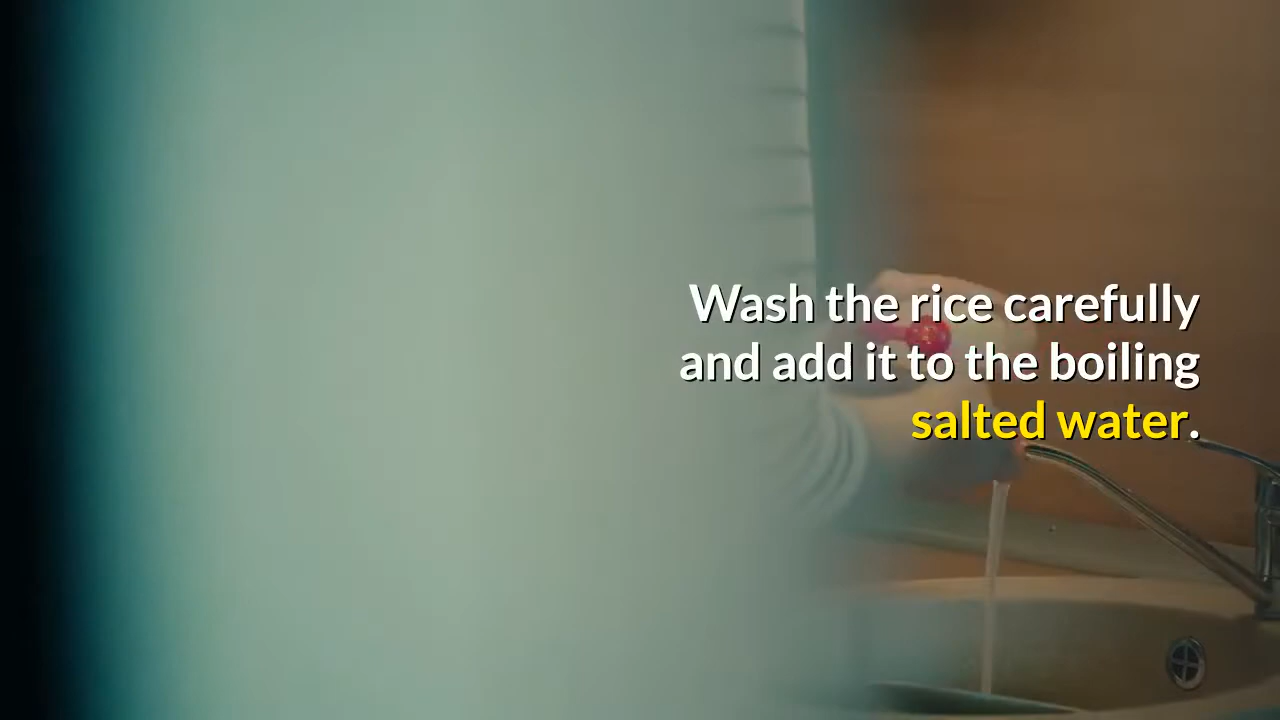 Wash the rice carefully
and add it to the boiling
salted water.